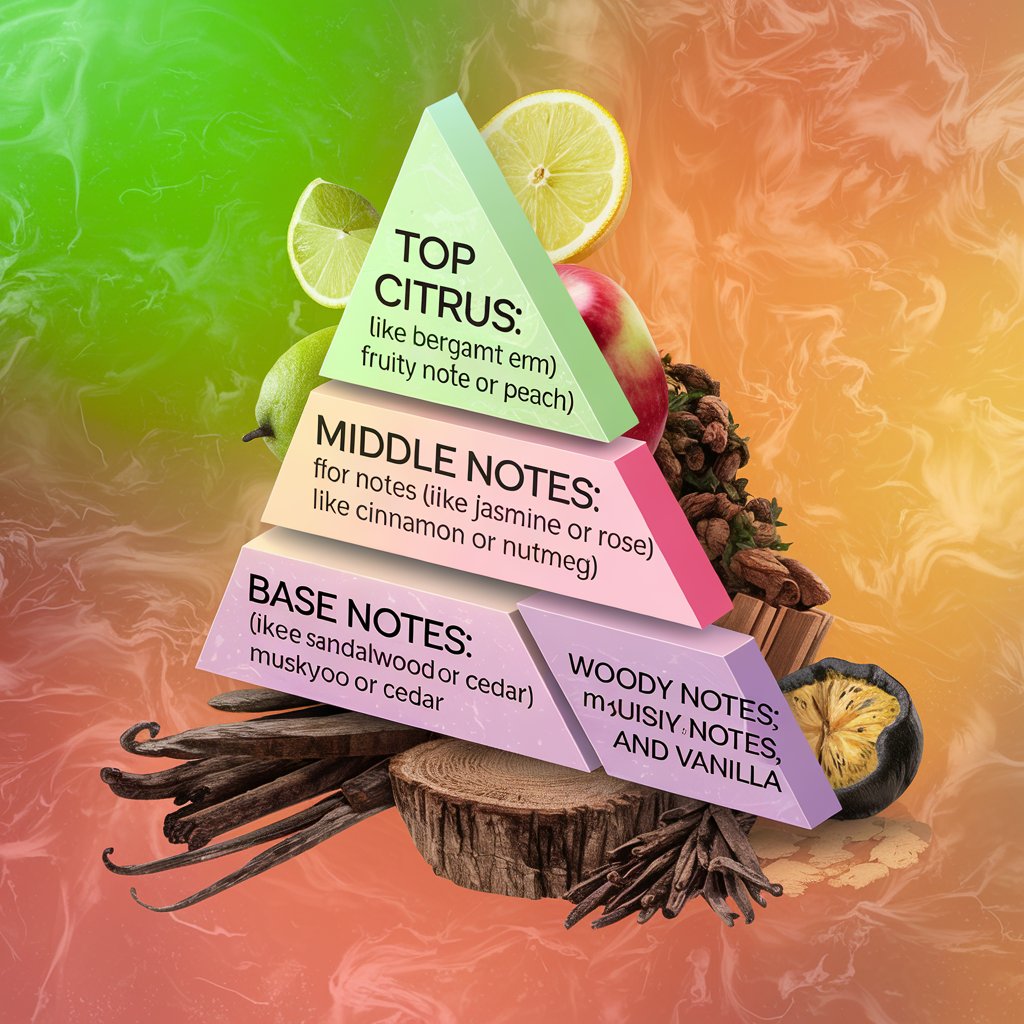 TOP
CITRUS:
like bergamt erm)
fruity note or peach)
MIDDLE NOTES:
ffor notes (iike jasmine or rose)
like cinnamon or nutmeg)
BASE NOTES:
(ikee sandalwood or cedar)
muskyoo or cedar
WOODY NOTES;
NOTES,
AND VANILLA